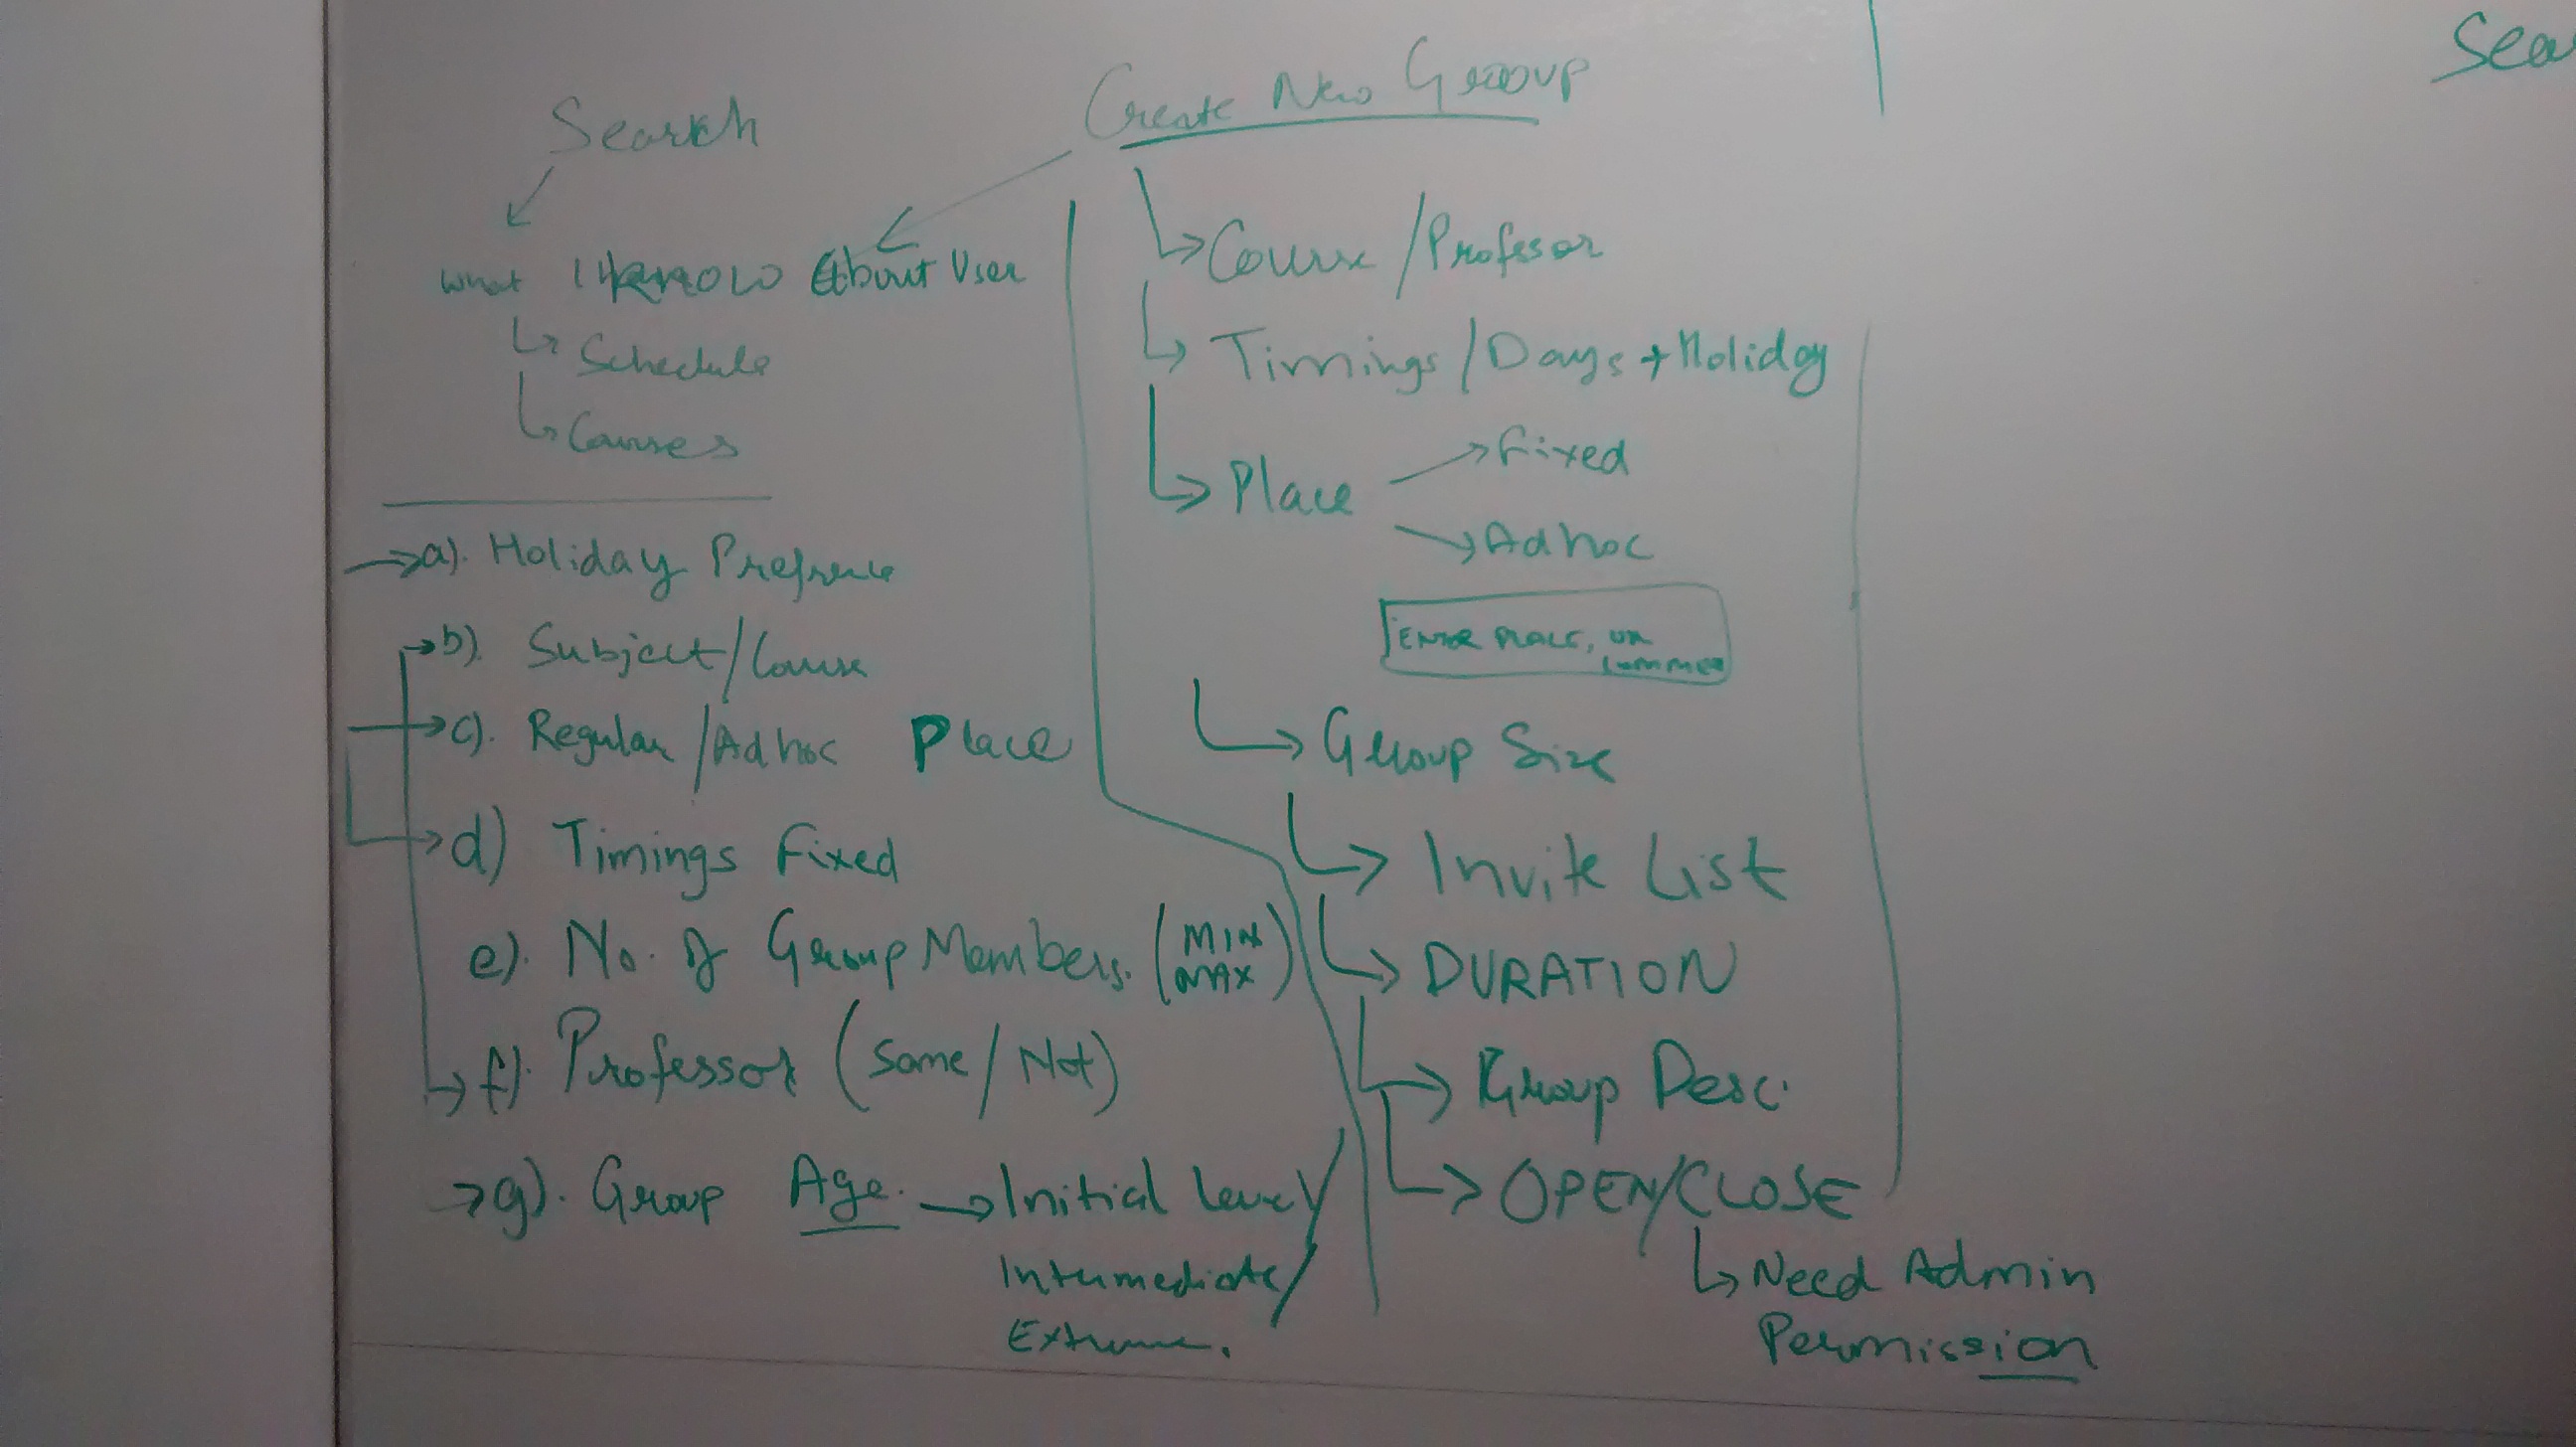 Search
What I KNOW About User
Schedule
Courses
a). Holiday Prefrence
b). Subject/Course
c). Regular/Adhoc Place
d) Timings Fixed
e). No. of Group Members. (MIN MAX)
f). Professor (Same/Not)
g). Group Age. → Initial level/
Intermediate/
Extreme.
Create New Group
Course/Professor
Timings/Days + Holiday
Place
Fixed
Adhoc
ENTER PLACE, OR
Group Size
Invite List
DURATION
Group Desc.
OPEN/CLOSE
Need Admin
Permission
Sea